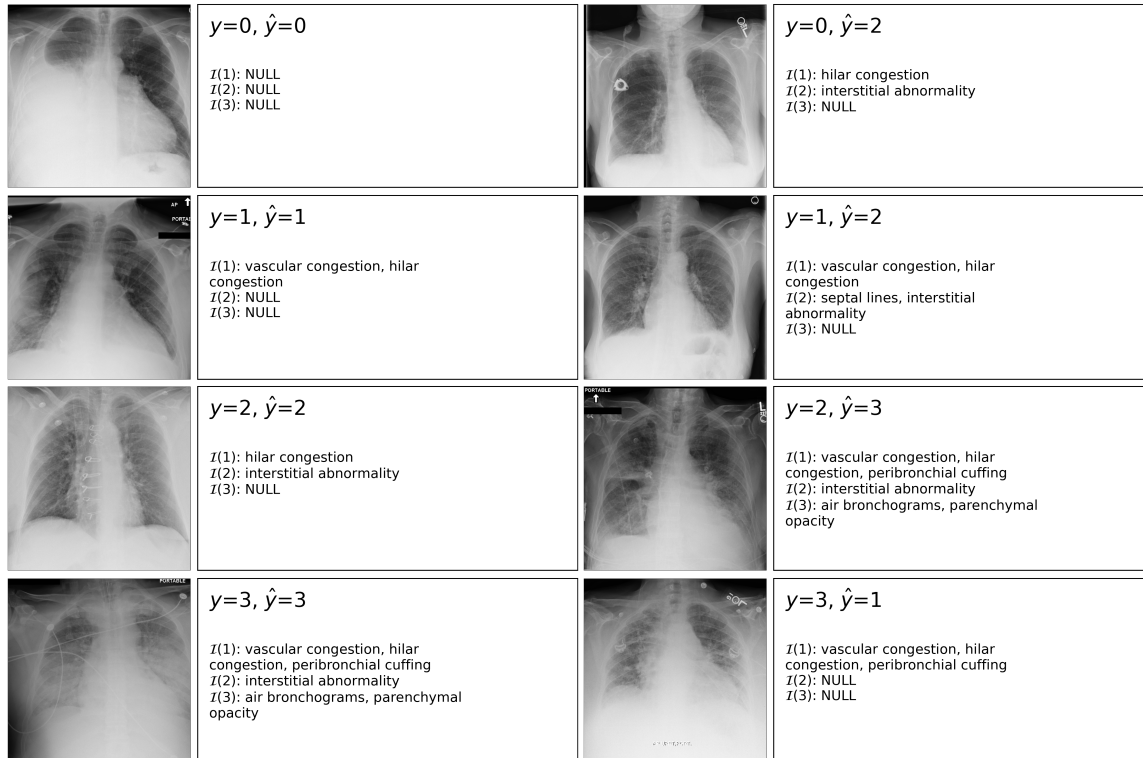 y=0, ŷ=0
I(1): NULL
I(2): NULL
I(3): NULL
y=0, ŷ=2
I(1): hilar congestion
I(2): interstitial abnormality
I(3): NULL
AP
PORTAB
y=1, ŷ=1
I(1): vascular congestion, hilar
congestion
I(2): NULL
I(3): NULL
y=1, ŷ=2
I(1): vascular congestion, hilar
congestion
I(2): septal lines, interstitial
abnormality
I(3): NULL
y=2, ŷ=2
I(1): hilar congestion
I(2): interstitial abnormality
I(3): NULL
PORTABLE
y=2, ŷ=3
I(1): vascular congestion, hilar
congestion, peribronchial cuffing
I(2): interstitial abnormality
I(3): air bronchograms, parenchymal
opacity
PORTABLE
y=3, ŷ=3
I(1): vascular congestion, hilar
congestion, peribronchial cuffing
I(2): interstitial abnormality
I(3): air bronchograms, parenchymal
opacity
y=3, ŷ=1
I(1): vascular congestion, hilar
congestion, peribronchial cuffing
I(2): NULL
I(3): NULL